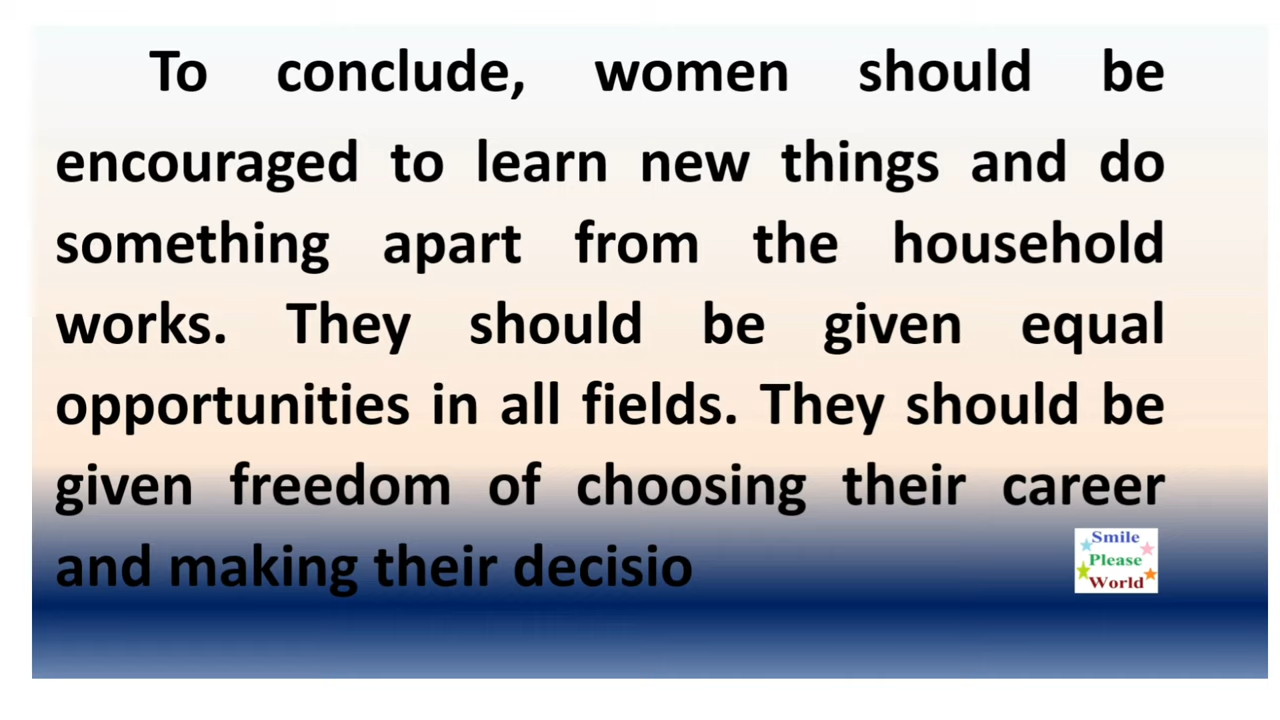 To conclude, women should be
encouraged to learn new things and do
something apart from the household
works. They should be given equal
opportunities in all fields. They should be
given freedom of choosing their career
and making their decisio
Smile
Please
World